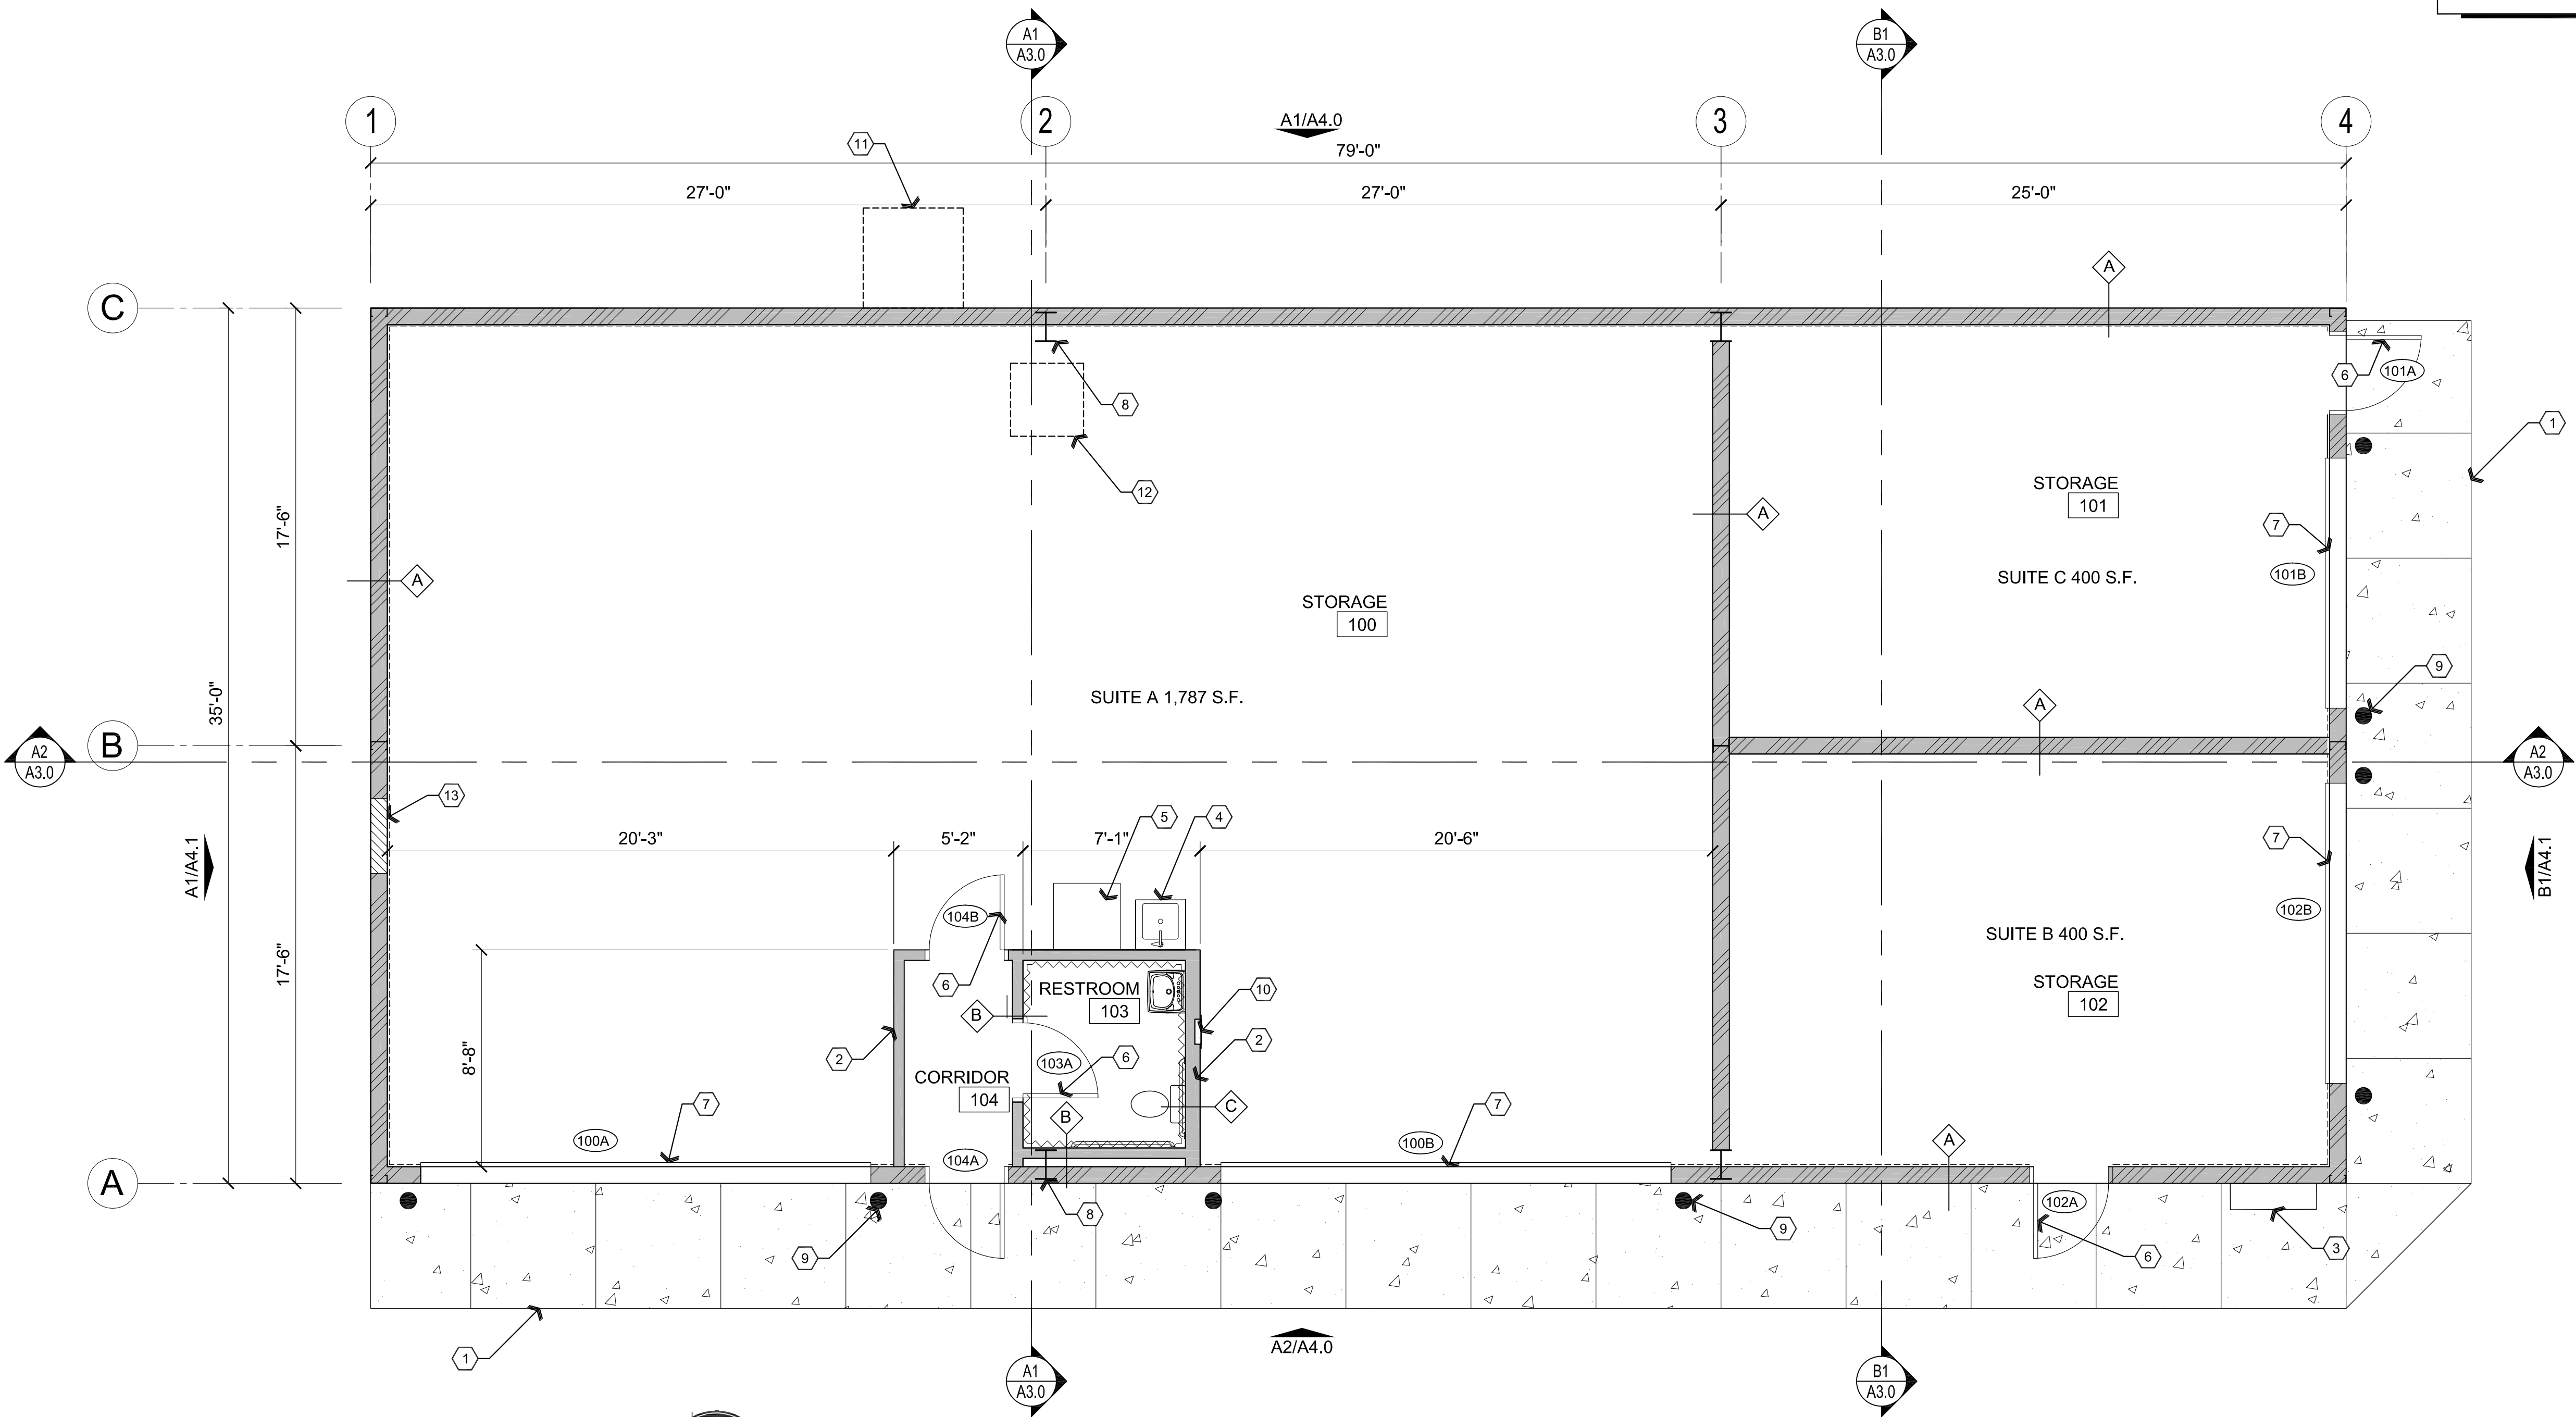 A1
A3.0
B1
A3.0
1
2
3
4
A1/A4.0
79'-0"
11
27'-0"
27'-0"
25'-0"
A
C
6
101A
8
1
12
STORAGE
101
A
7
17'-6"
SUITE C 400 S.F.
101B
A
STORAGE
100
9
SUITE A 1,787 S.F.
A
35'-0"
B
A2
A3.0
A2
A3.0
13
5
4
20'-3"
5'-2"
7'-1"
20'-6"
7
A1/A4.1
B1/A4.1
104B
102B
SUITE B 400 S.F.
17'-6"
6
RESTROOM
103
10
STORAGE
102
B
2
8'-8"
103A
6
2
CORRIDOR
104
7
B
C
7
100A
100B
A
104A
A
102A
8
9
9
6
3
A2/A4.0
1
A1
A3.0
B1
A3.0